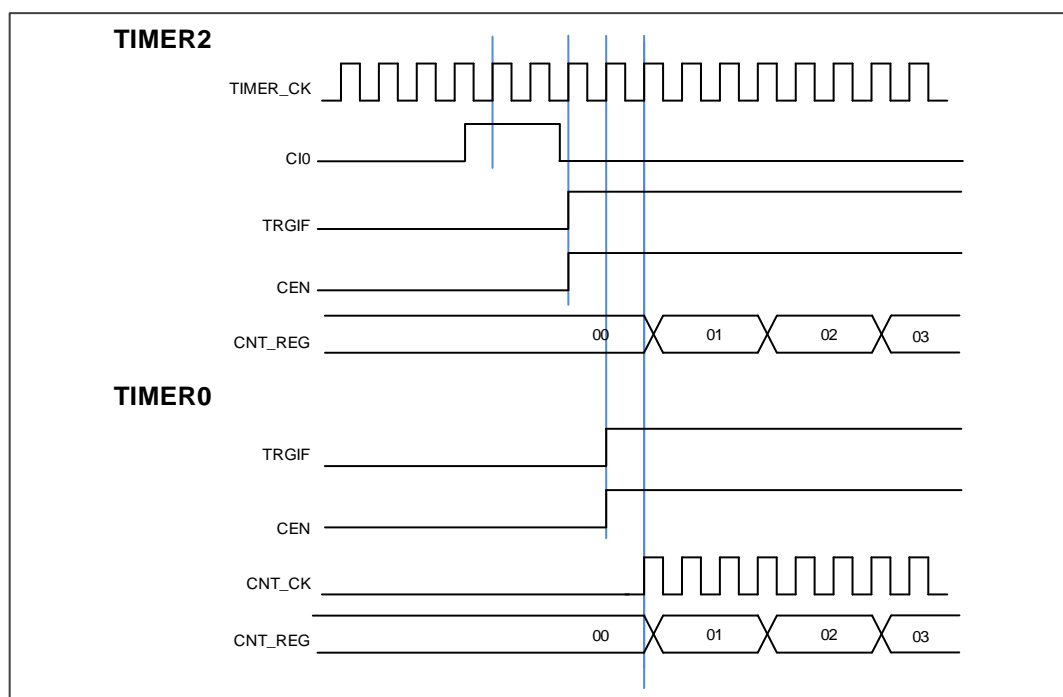 TIMER2
TIMER_CK
CI0
TRGIF
CEN
CNT_REG 00 01 02 03
TIMER0
TRGIF
CEN
CNT_CK
CNT_REG 00 01 02 03